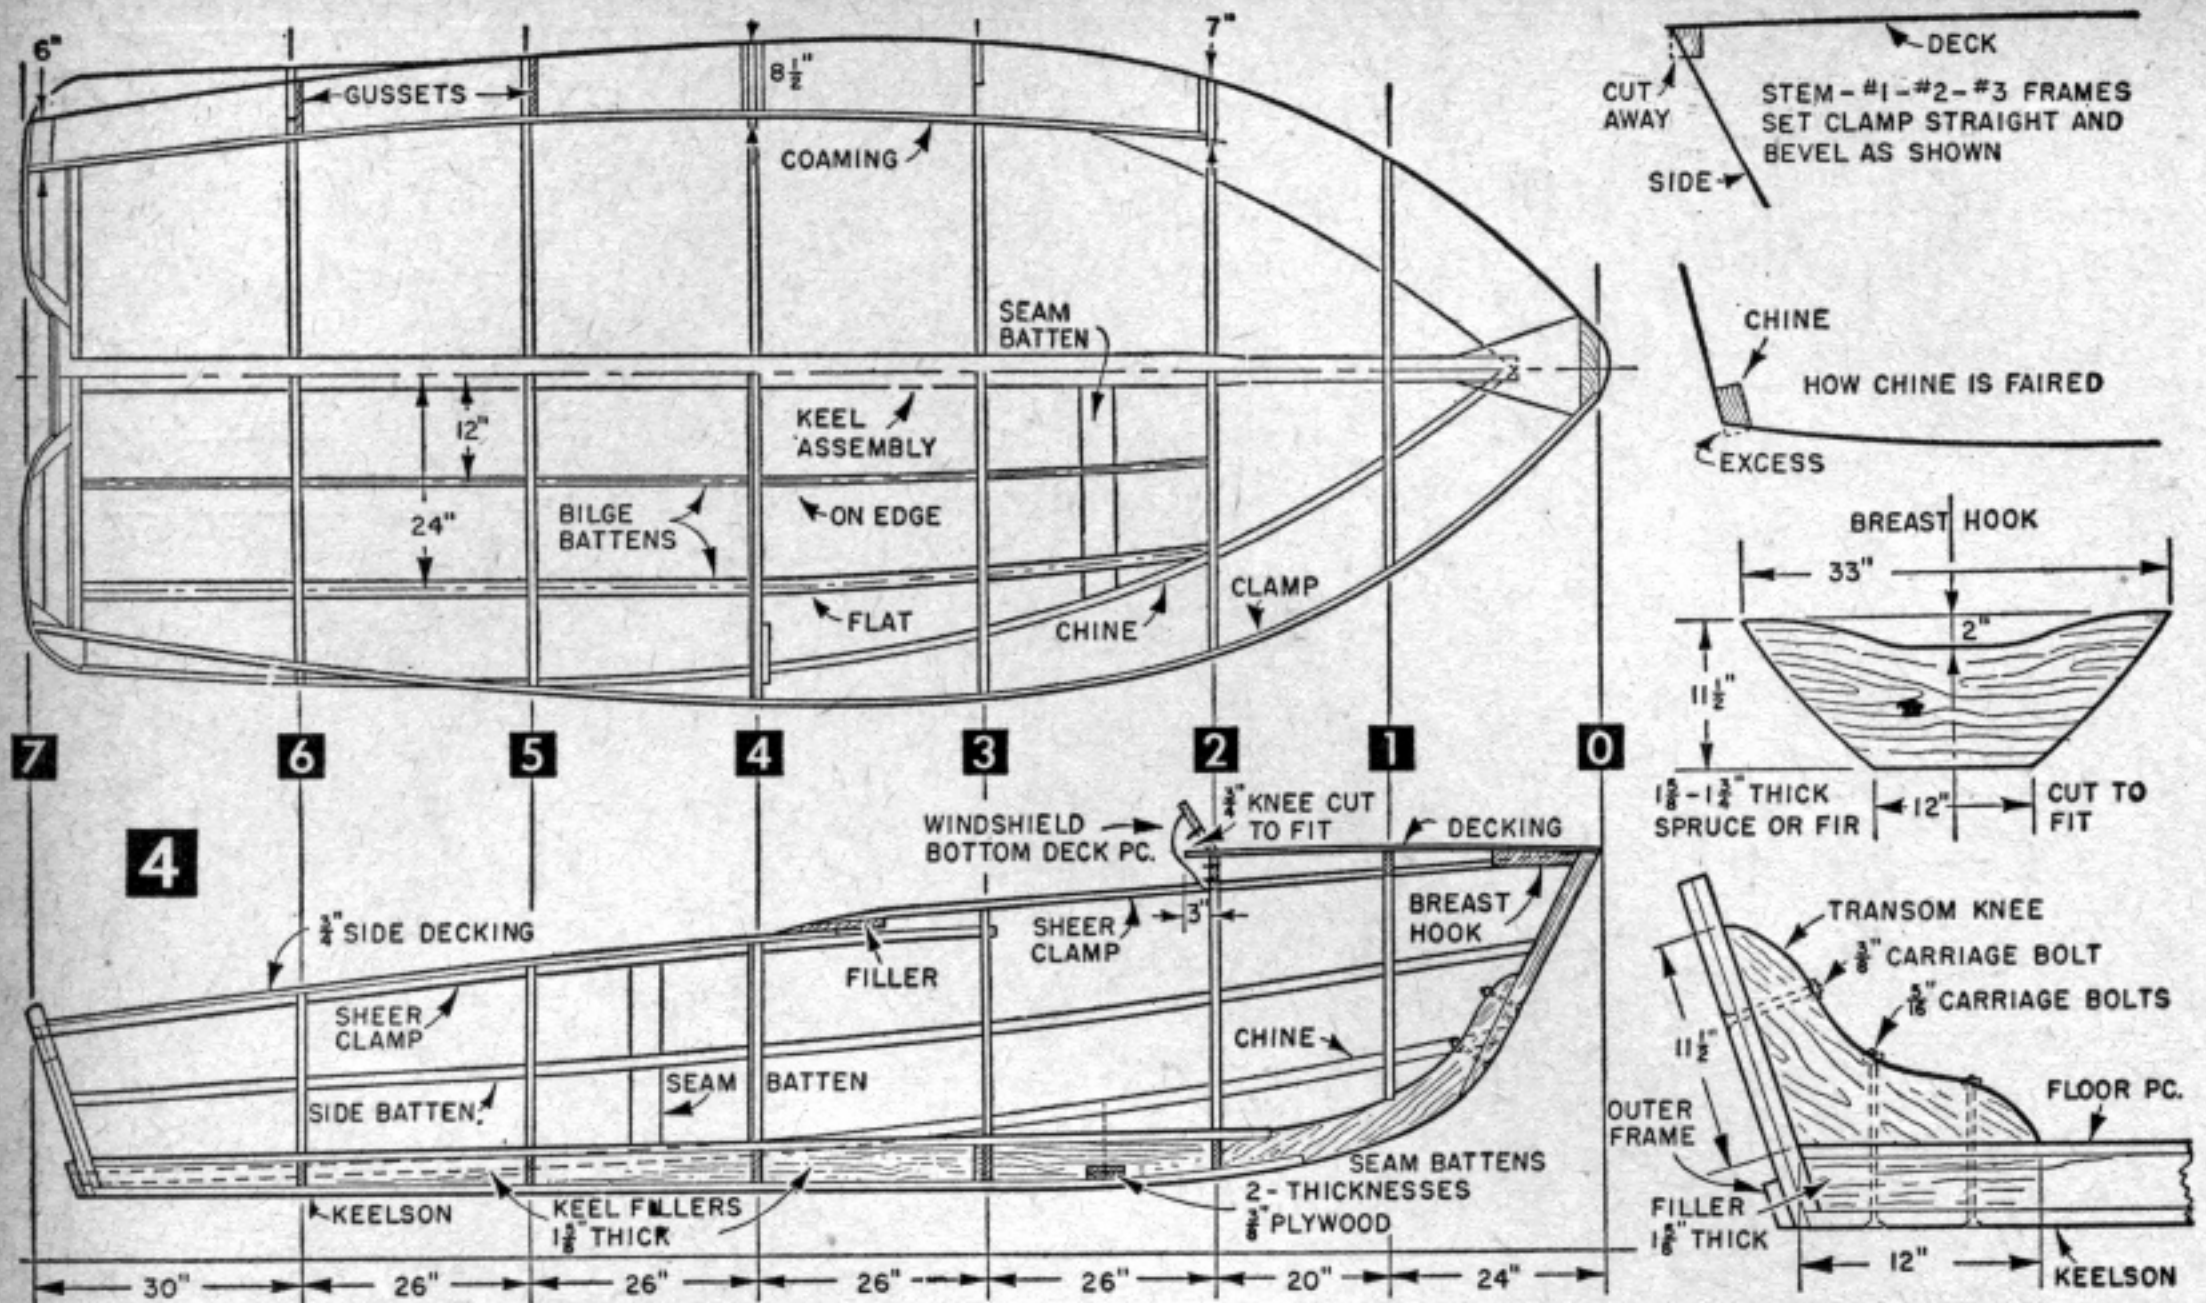 6"
7"
8 1/2"
GUSSETS
COAMING
SEAM
BATTEN
KEEL
ASSEMBLY
12"
24"
BILGE
BATTENS
ON EDGE
FLAT
CHINE
CLAMP
7
6
5
4
3
2
1
0
4
3/4" SIDE DECKING
SHEER
CLAMP
SIDE BATTEN
SEAM BATTEN
FILLER
SHEER
CLAMP
WINDSHIELD
BOTTOM DECK PC.
KNEE CUT
TO FIT
3"
DECKING
BREAST
HOOK
CHINE
KEELSON
KEEL FILLERS
1 5/8" THICK
SEAM BATTENS
2 - THICKNESSES
3/8" PLYWOOD
30"
26"
26"
26"
26"
20"
24"
DECK
CUT
AWAY
STEM - #1 - #2 - #3 FRAMES
SET CLAMP STRAIGHT AND
BEVEL AS SHOWN
SIDE
CHINE
HOW CHINE IS FAIRED
EXCESS
BREAST HOOK
33"
2"
11 1/2"
1 5/8 - 1 3/4" THICK
SPRUCE OR FIR
12"
CUT TO
FIT
TRANSOM KNEE
3/8" CARRIAGE BOLT
5/16" CARRIAGE BOLTS
11 1/2"
FLOOR PC.
OUTER
FRAME
FILLER
1 5/8" THICK
12"
KEELSON